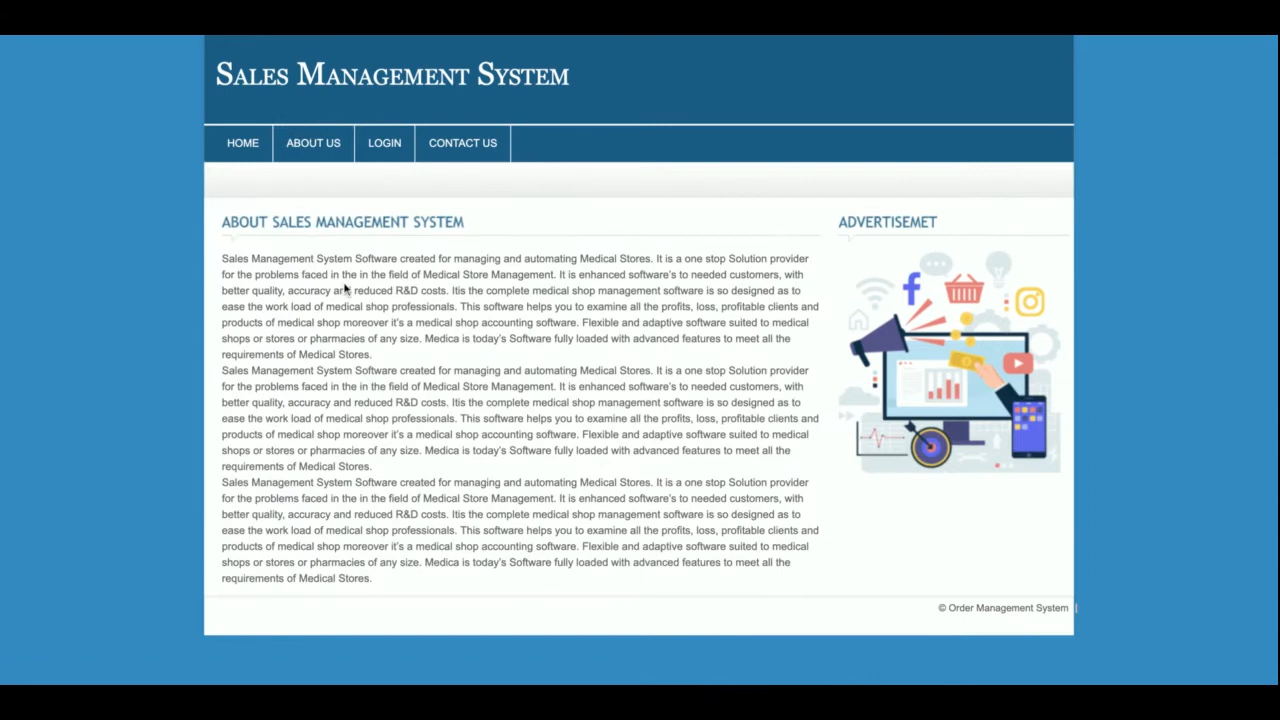 SALES MANAGEMENT SYSTEM
HOME
ABOUT US
LOGIN
CONTACT US
ABOUT SALES MANAGEMENT SYSTEM
Sales Management System Software created for managing and automating Medical Stores. It is a one stop Solution provider
for the problems faced in the in the field of Medical Store Management. It is enhanced software's to needed customers, with
better quality, accuracy and reduced R&D costs. Itis the complete medical shop management software is so designed as to
ease the work load of medical shop professionals. This software helps you to examine all the profits, loss, profitable clients and
products of medical shop moreover it's a medical shop accounting software. Flexible and adaptive software suited to medical
shops or stores or pharmacies of any size. Medica is today's Software fully loaded with advanced features to meet all the
requirements of Medical Stores.
Sales Management System Software created for managing and automating Medical Stores. It is a one stop Solution provider
for the problems faced in the in the field of Medical Store Management. It is enhanced software's to needed customers, with
better quality, accuracy and reduced R&D costs. Itis the complete medical shop management software is so designed as to
ease the work load of medical shop professionals. This software helps you to examine all the profits, loss, profitable clients and
products of medical shop moreover it's a medical shop accounting software. Flexible and adaptive software suited to medical
shops or stores or pharmacies of any size. Medica is today's Software fully loaded with advanced features to meet all the
requirements of Medical Stores.
Sales Management System Software created for managing and automating Medical Stores. It is a one stop Solution provider
for the problems faced in the in the field of Medical Store Management. It is enhanced software's to needed customers, with
better quality, accuracy and reduced R&D costs. Itis the complete medical shop management software is so designed as to
ease the work load of medical shop professionals. This software helps you to examine all the profits, loss, profitable clients and
products of medical shop moreover it's a medical shop accounting software. Flexible and adaptive software suited to medical
shops or stores or pharmacies of any size. Medica is today's Software fully loaded with advanced features to meet all the
requirements of Medical Stores.
ADVERTISEMET
© Order Management System |